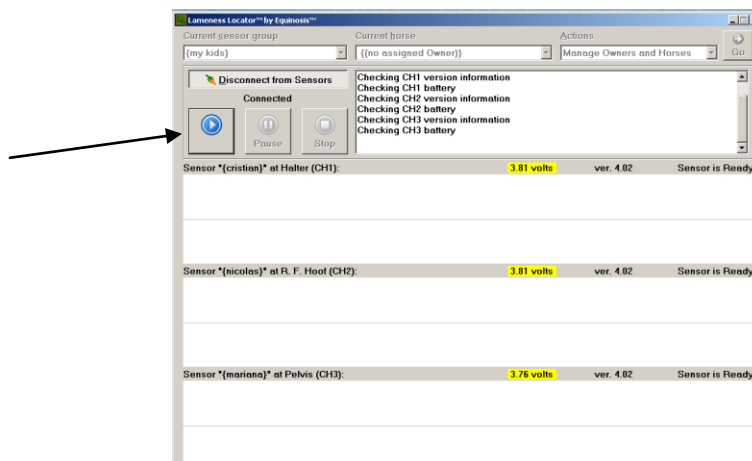 Lameness Locator™ by Equinosis™
Current sensor group Current horse Actions
{my kids} {(no assigned Owner)} Manage Owners and Horses Go
Disconnect from Sensors
Connected
Pause Stop
Checking CH1 version information
Checking CH1 battery
Checking CH2 version information
Checking CH2 battery
Checking CH3 version information
Checking CH3 battery
Sensor "{cristian}" at Halter (CH1): 3.81 volts ver. 4.02 Sensor is Ready
Sensor "{nicolas}" at R. F. Hoof (CH2): 3.81 volts ver. 4.02 Sensor is Ready
Sensor "{mariana}" at Pelvis (CH3): 3.76 volts ver. 4.02 Sensor is Ready